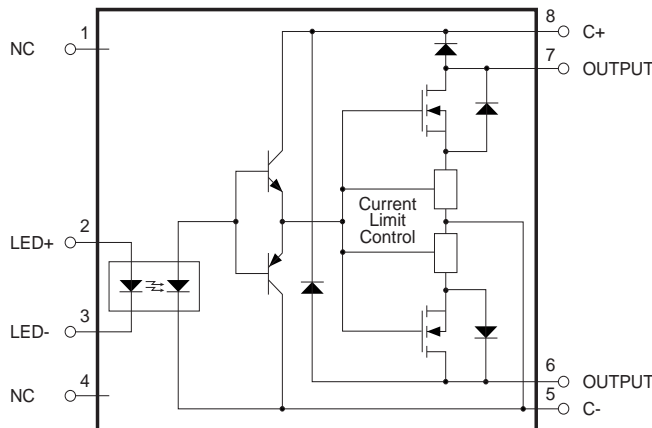 8
C+
1
NC
7
OUTPUT
Current
Limit
Control
2
LED+
3
LED-
6
OUTPUT
4
NC
5
C-